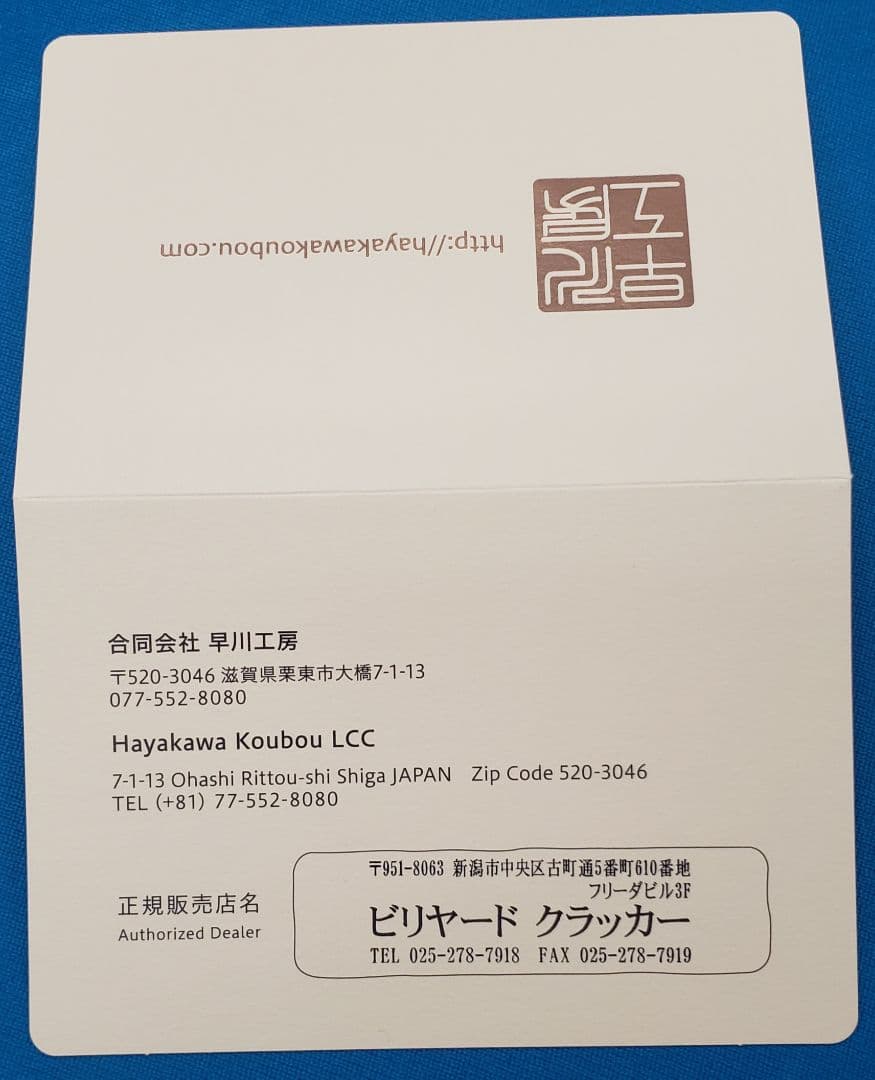 http://hayakawakoubou.com
早川工房
合同会社 早川工房
〒520-3046 滋賀県栗東市大橋7-1-13
077-552-8080
Hayakawa Koubou LCC
7-1-13 Ohashi Rittou-shi Shiga JAPAN Zip Code 520-3046
TEL (+81) 77-552-8080
正規販売店名
Authorized Dealer
〒951-8063 新潟市中央区古町通5番町610番地
フリーダビル3F
ビリヤード クラッカー
TEL 025-278-7918 FAX 025-278-7919